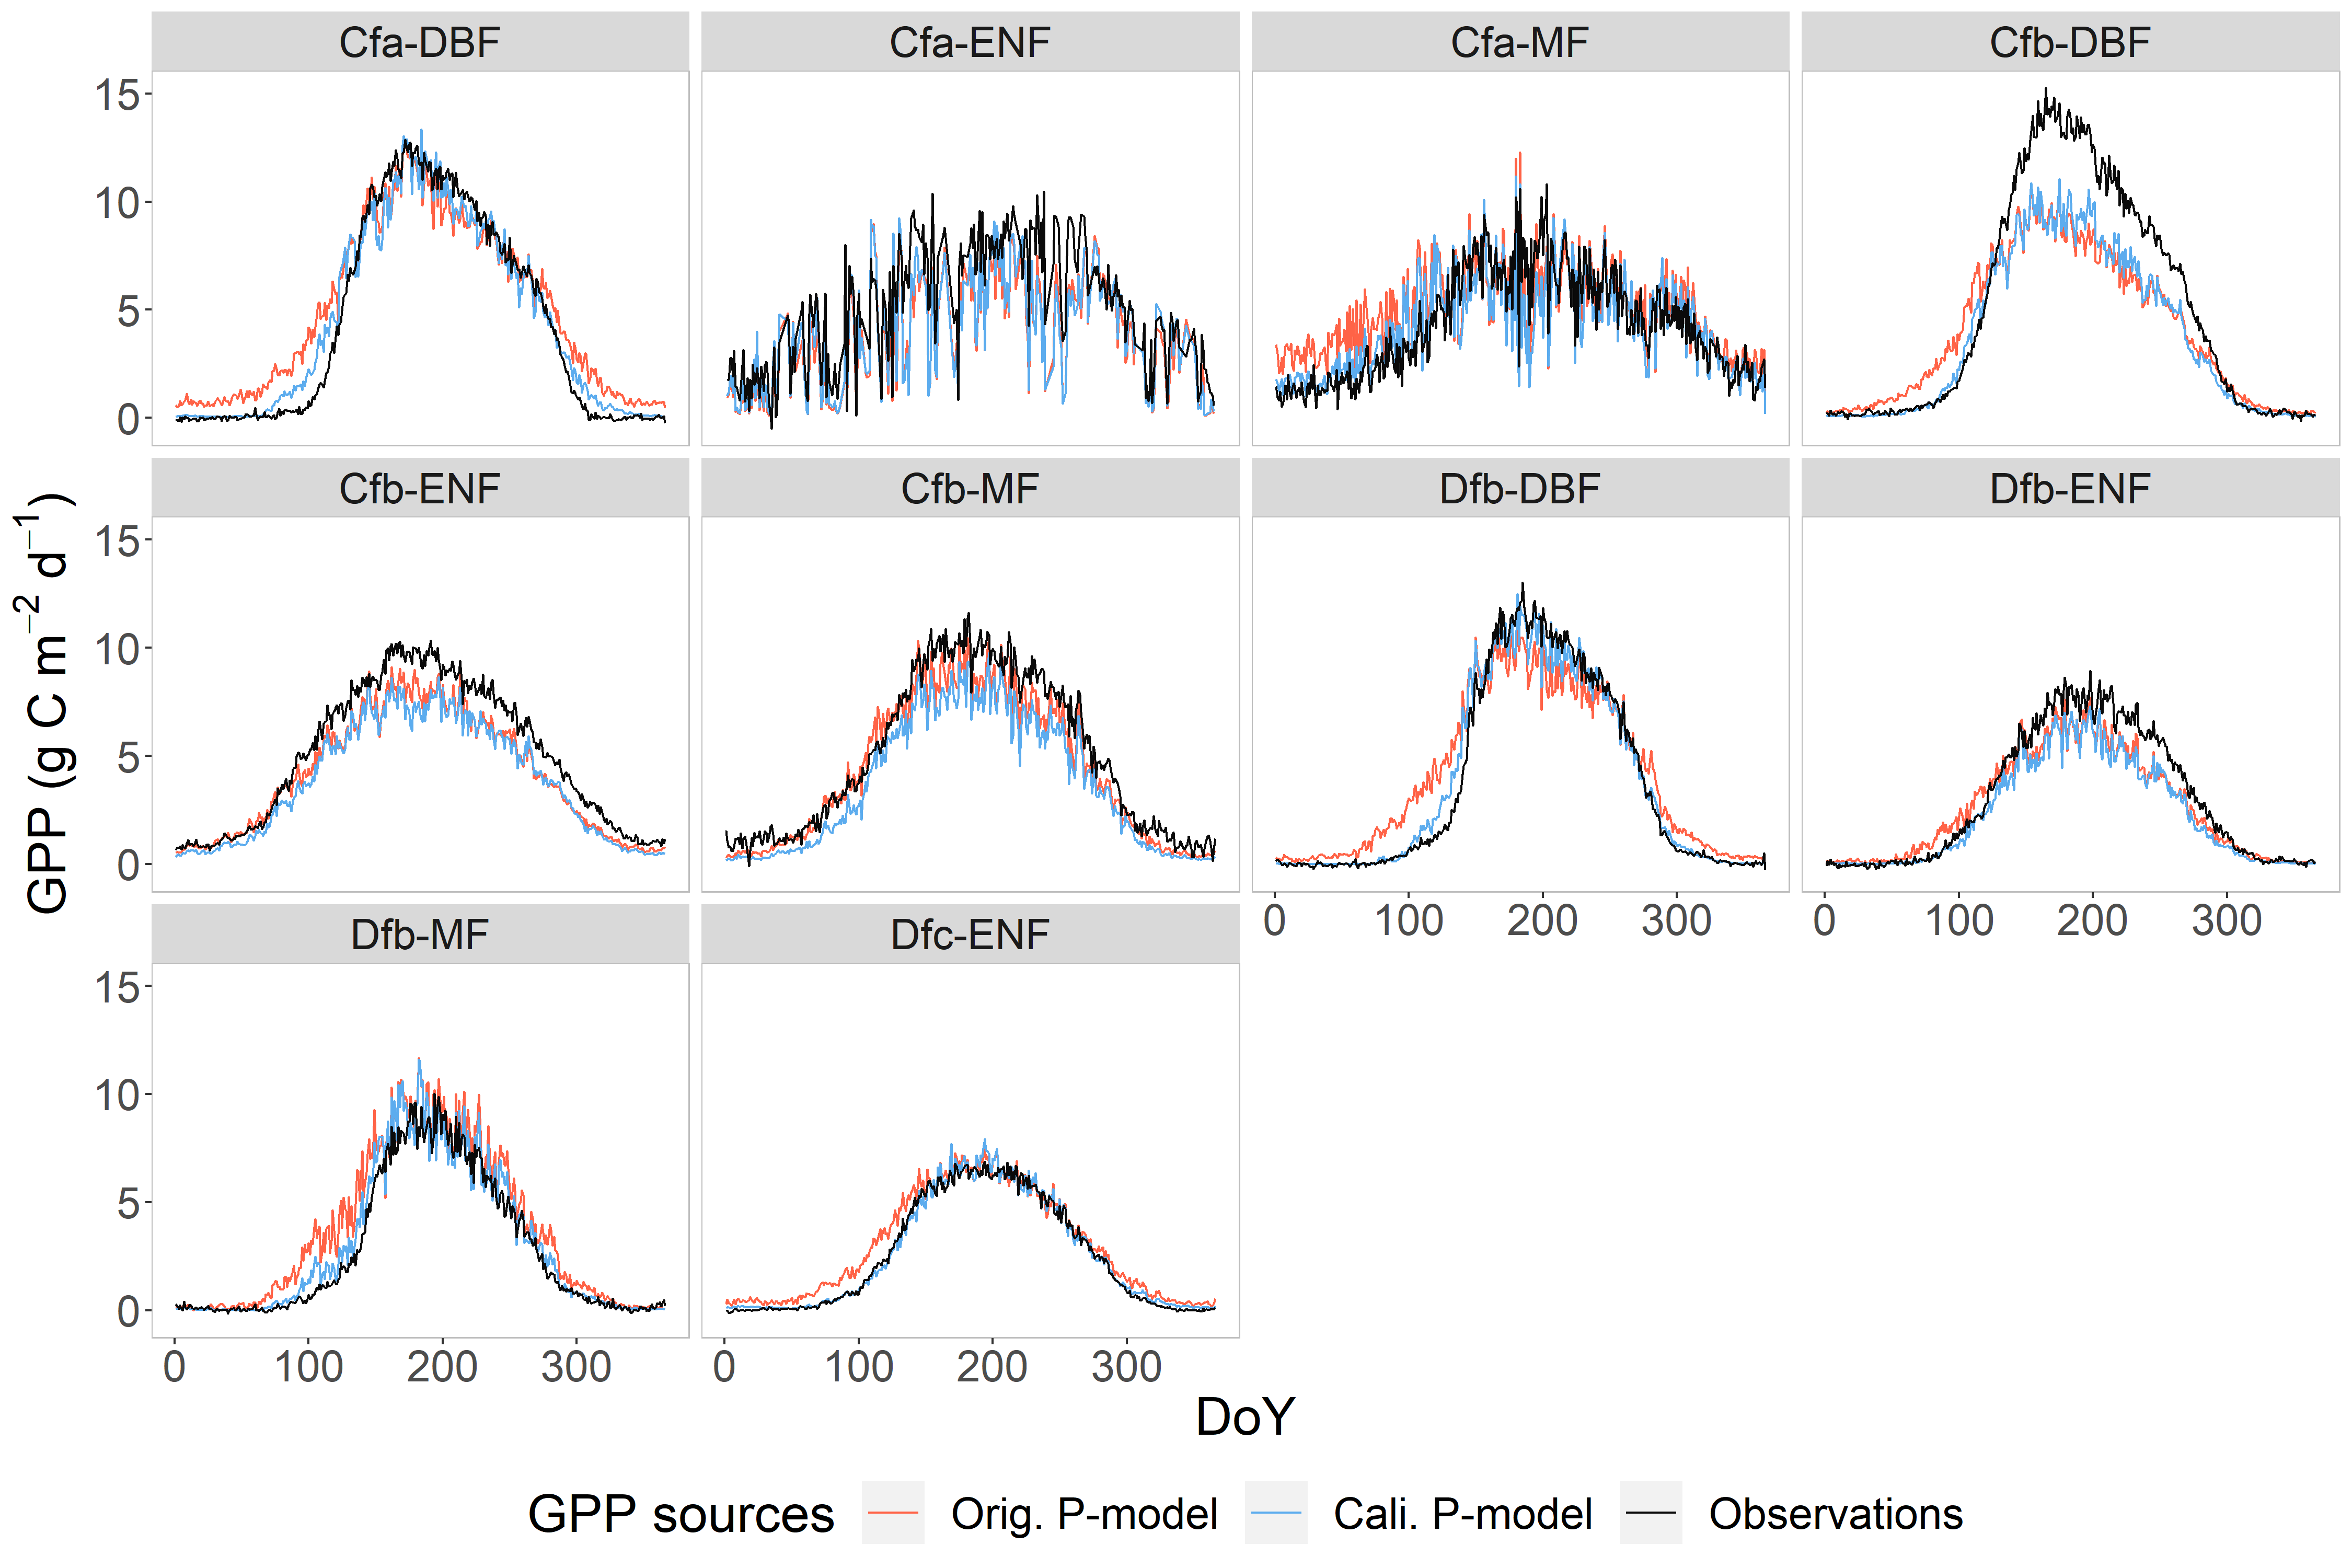 Cfa-DBF Cfa-ENF Cfa-MF Cfb-DBF
15
10
5
0
Cfb-ENF Cfb-MF Dfb-DBF Dfb-ENF
15
10
5
0
0 100 200 300 0 100 200 300
Dfb-MF Dfc-ENF
15
10
5
0
0 100 200 300 0 100 200 300
GPP (g C m⁻² d⁻¹)
DoY
GPP sources Orig. P-model Cali. P-model Observations